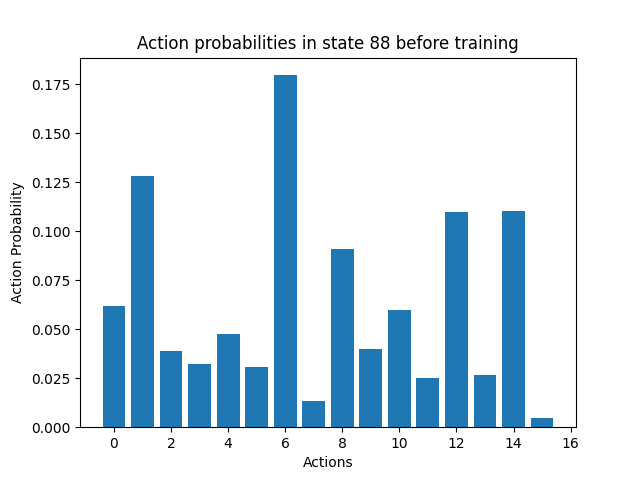 Action probabilities in state 88 before training
0.175
0.150
0.125
0.100
0.075
0.050
0.025
0.000
Action Probability
0 2 4 6 8 10 12 14 16
Actions